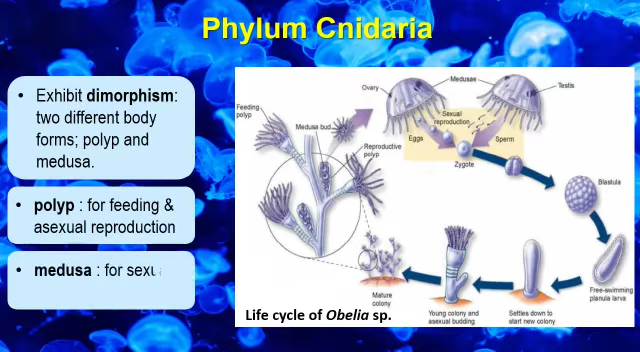 Phylum Cnidaria
• Exhibit dimorphism:
two different body
forms; polyp and
medusa.
• polyp : for feeding &
asexual reproduction
• medusa : for
Ovary
Medusae
Testis
Feeding
polyp
Medusa bud
Reproductive
polyp
Sexual
reproduction
Eggs
Sperm
Zygote
Blastula
Free-swimming
planula larva
Settles down to
start new colony
Young colony and
asexual budding
Mature
colony
Life cycle of Obelia sp.